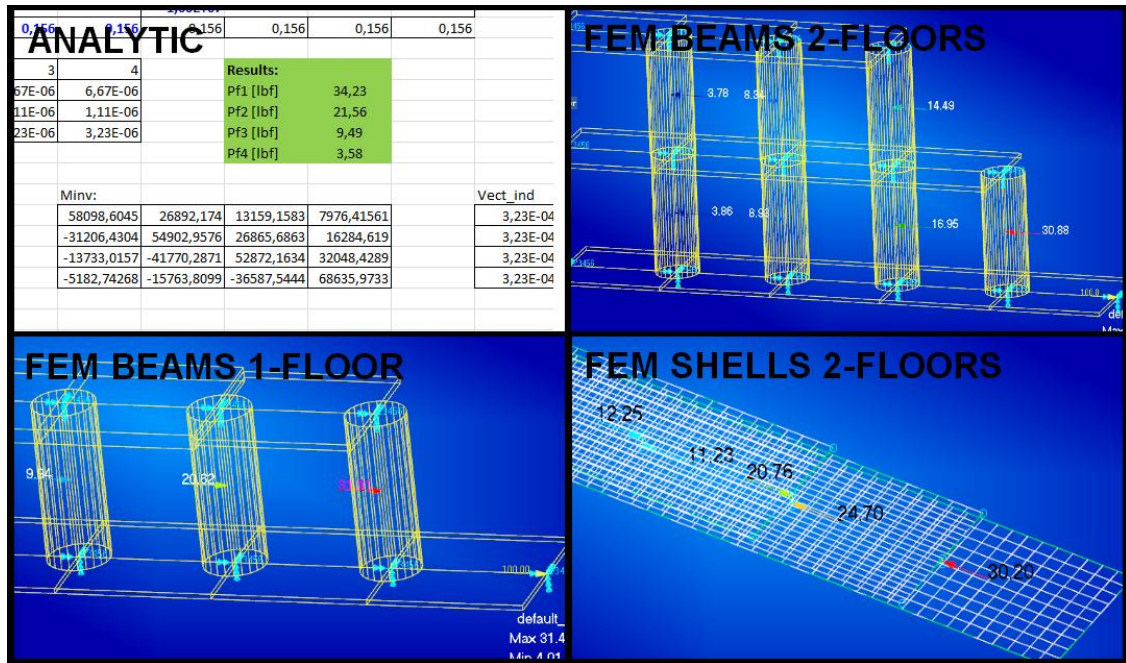 ANALYTIC
0,156 0,156 0,156 0,156 0,156 0,156
3 4
67E-06 6,67E-06
11E-06 1,11E-06
23E-06 3,23E-06
Results:
Pf1 [lbf] 34,23
Pf2 [lbf] 21,56
Pf3 [lbf] 9,49
Pf4 [lbf] 3,58
Minv: Vect_ind
58098,6045 26892,174 13159,1583 7976,41561 3,23E-04
-31206,4304 54902,9576 26865,6863 16284,619 3,23E-04
-13733,0157 -41770,2871 52872,1634 32048,4289 3,23E-04
-5182,74268 -15763,8099 -36587,5444 68635,9733 3,23E-04
FEM BEAMS 2-FLOORS
3.78 8.34 14.49
3.86 8.93 16.95 30.88
100.0
FEM BEAMS 1-FLOOR
20.62
100.00
default_
Max 31.4
Min 4.01
FEM SHELLS 2-FLOORS
12,25
11,23
20,76
24,70
30,20